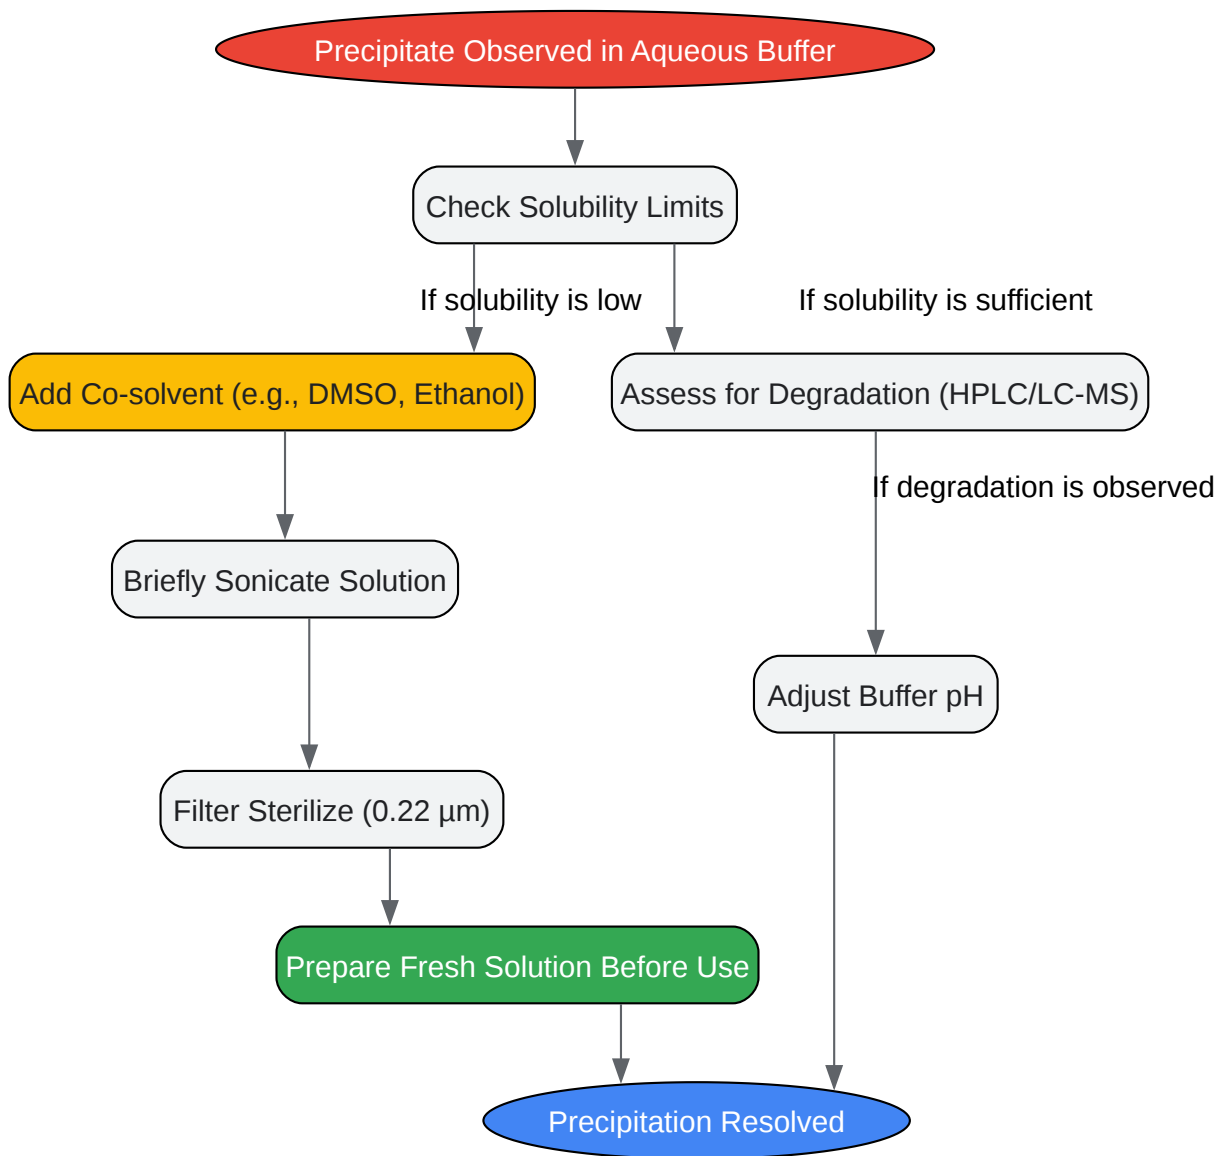 Precipitate Observed in Aqueous Buffer
Check Solubility Limits
If solubility is low
If solubility is sufficient
Add Co-solvent (e.g., DMSO, Ethanol)
Assess for Degradation (HPLC/LC-MS)
If degradation is observed
Briefly Sonicate Solution
Adjust Buffer pH
Filter Sterilize (0.22 µm)
Prepare Fresh Solution Before Use
Precipitation Resolved